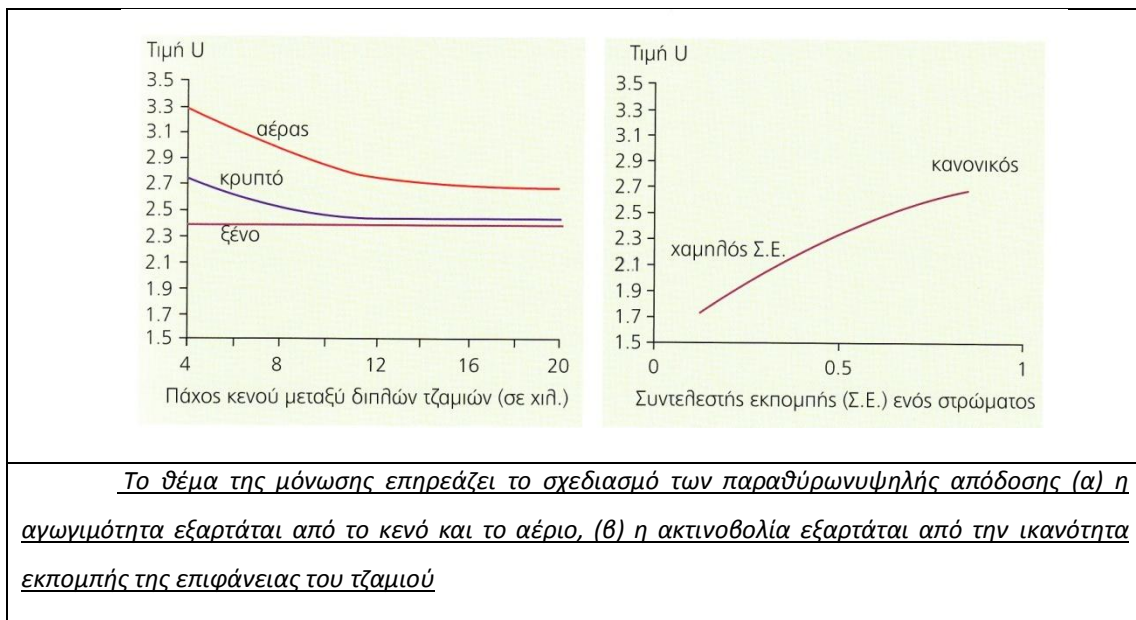 Τιμή U
3.5
3.3
3.1
2.9
2.7
2.5
2.3
2.1
1.9
1.7
1.5
αέρας
κρυπτό
ξένο
4 8 12 16 20
Πάχος κενού μεταξύ διπλών τζαμιών (σε χιλ.)
Τιμή U
3.5
3.3
3.1
2.9
2.7
2.5
2.3
2.1
1.9
1.7
1.5
κανονικός
χαμηλός Σ.Ε.
0 0.5 1
Συντελεστής εκπομπής (Σ.Ε.) ενός στρώματος
Το θέμα της μόνωσης επηρεάζει το σχεδιασμό των παραθύρωνυψηλής απόδοσης (α) η
αγωγιμότητα εξαρτάται από το κενό και το αέριο, (β) η ακτινοβολία εξαρτάται από την ικανότητα
εκπομπής της επιφάνειας του τζαμιού